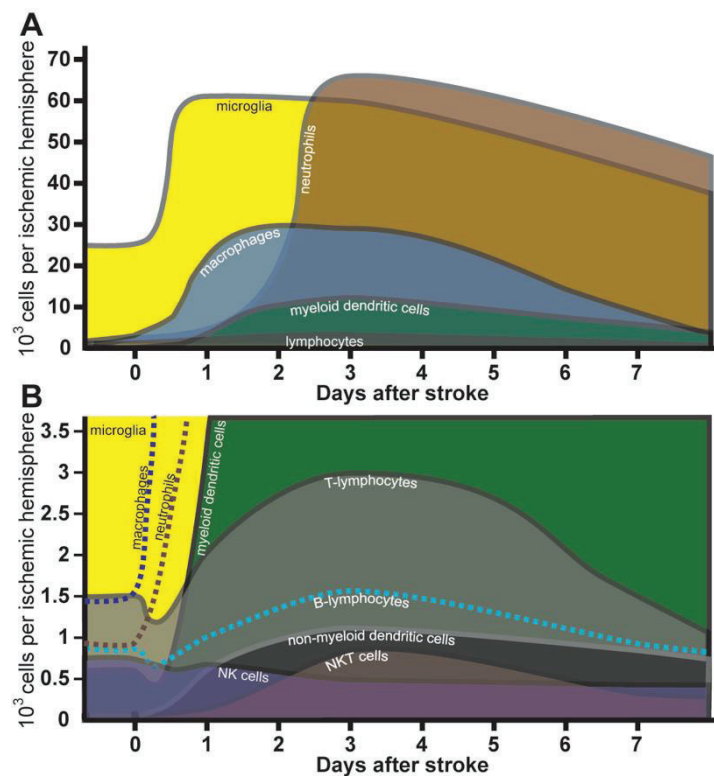 A
10³ cells per ischemic hemisphere
70
60
50
40
30
20
10
0
microglia
neutrophils
macrophages
myeloid dendritic cells
lymphocytes
0 1 2 3 4 5 6 7
Days after stroke
B
10³ cells per ischemic hemisphere
3.5
3
2.5
2
1.5
1
0.5
0
microglia
macrophages
neutrophils
myeloid dendritic cells
T-lymphocytes
B-lymphocytes
non-myeloid dendritic cells
NKT cells
NK cells
0 1 2 3 4 5 6 7
Days after stroke